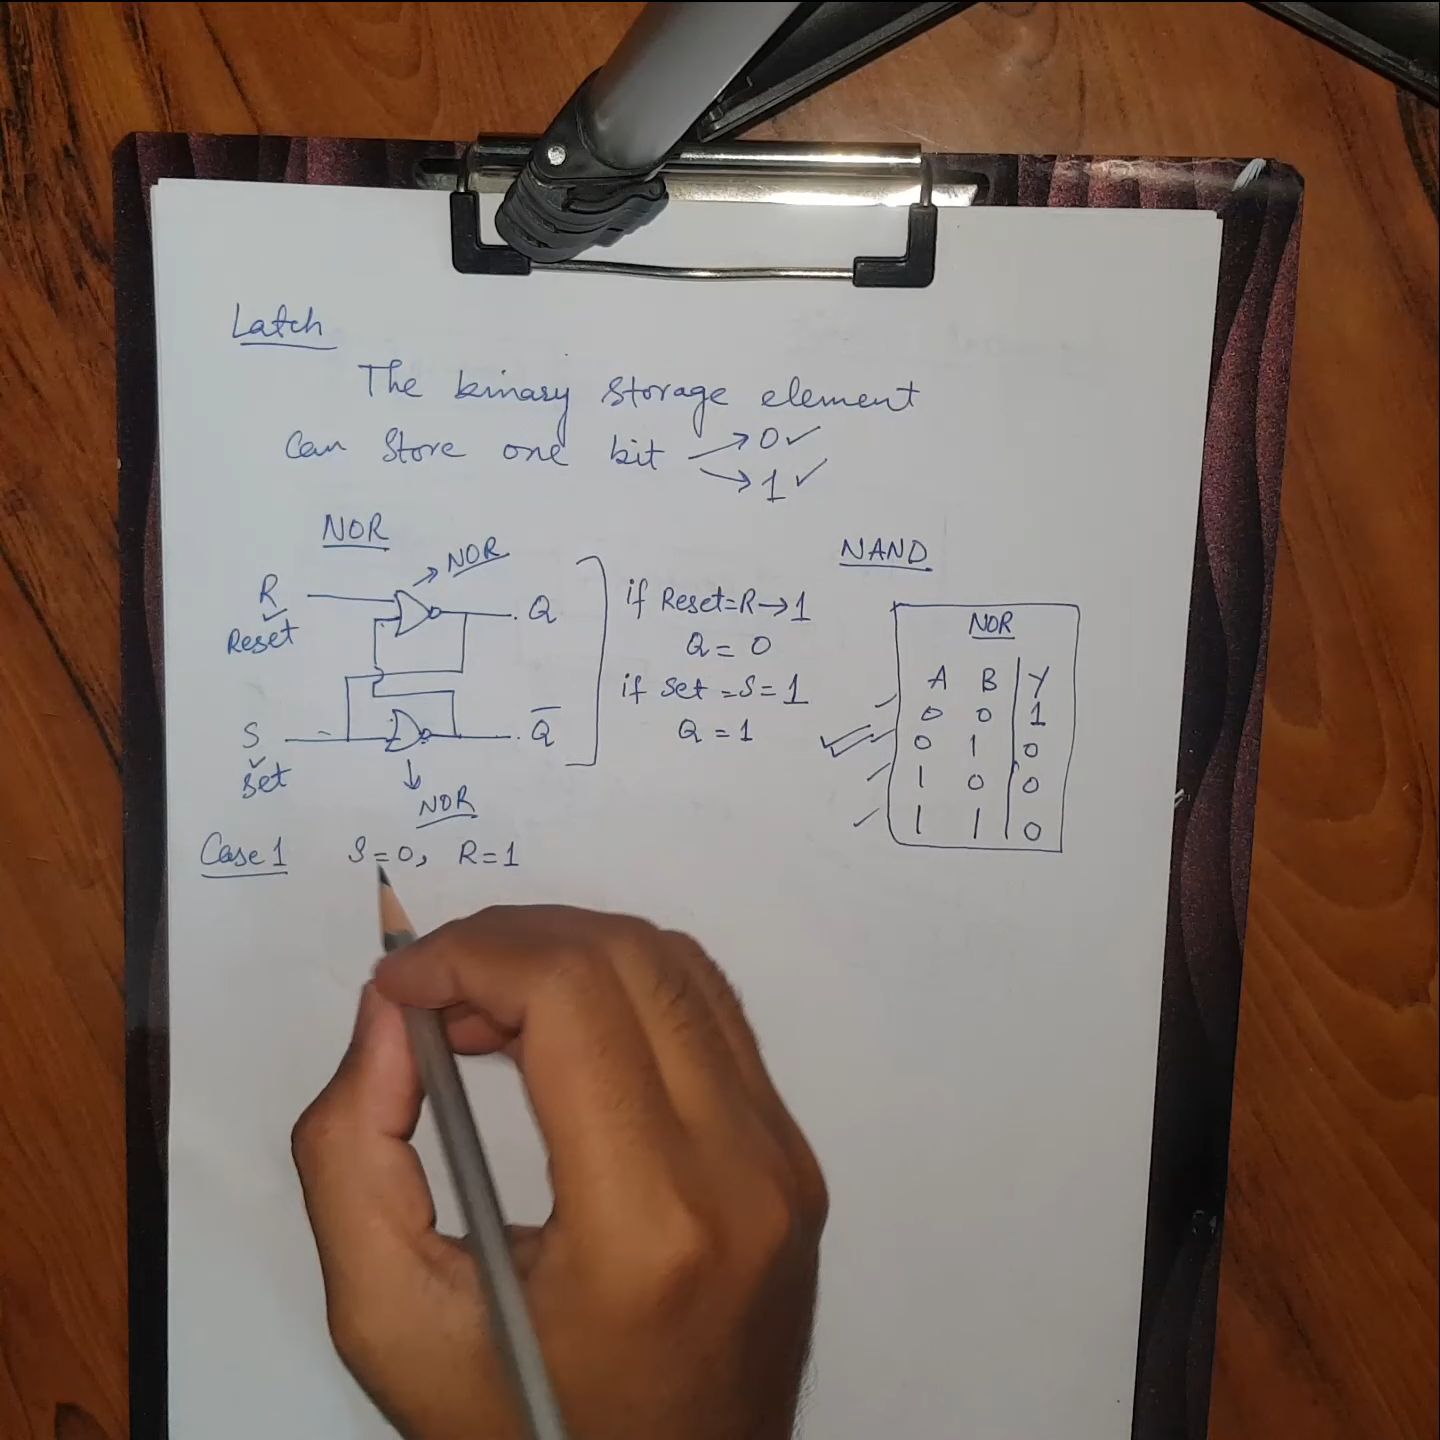 Latch
The binary storage element
Can Store one bit → 0 ✓
→ 1 ✓
NOR
→ NOR
NAND
R
Reset
Q
S
Set
Q̅
↓
NOR
if Reset=R→1
Q = 0
if Set =S=1
Q = 1
NOR
A B Y
0 0 1
0 1 0
1 0 0
1 1 0
Case 1 S=0, R=1